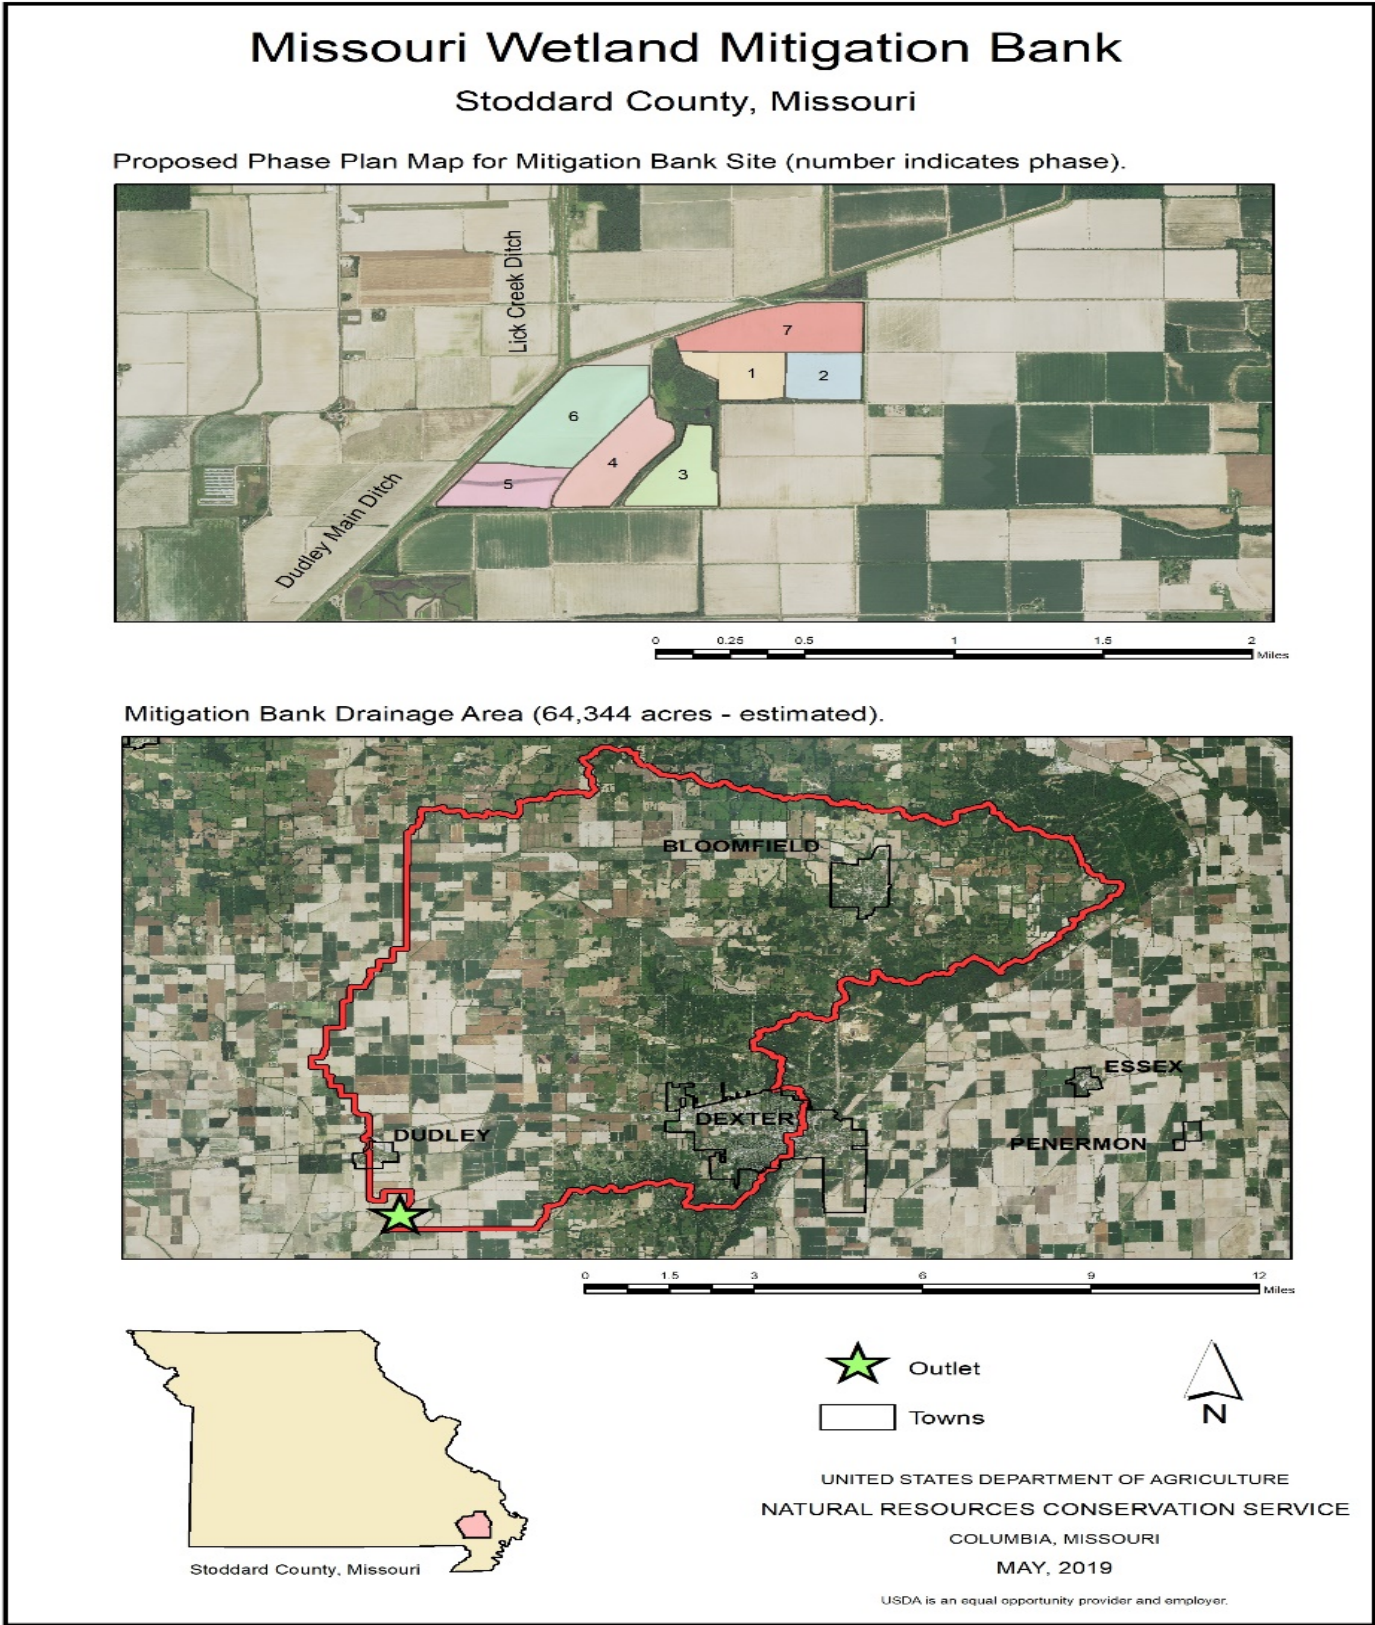 Missouri Wetland Mitigation Bank
Stoddard County, Missouri
Proposed Phase Plan Map for Mitigation Bank Site (number indicates phase).
Lick Creek Ditch
Dudley Main Ditch
7
1
2
6
4
3
5
0 0.25 0.5 1 1.5 2
Miles
Mitigation Bank Drainage Area (64,344 acres - estimated).
BLOOMFIELD
ESSEX
DEXTER
DUDLEY
PENERMON
0 1.5 3 6 9 12
Miles
Outlet
Towns
N
Stoddard County, Missouri
UNITED STATES DEPARTMENT OF AGRICULTURE
NATURAL RESOURCES CONSERVATION SERVICE
COLUMBIA, MISSOURI
MAY, 2019
USDA is an equal opportunity provider and employer.